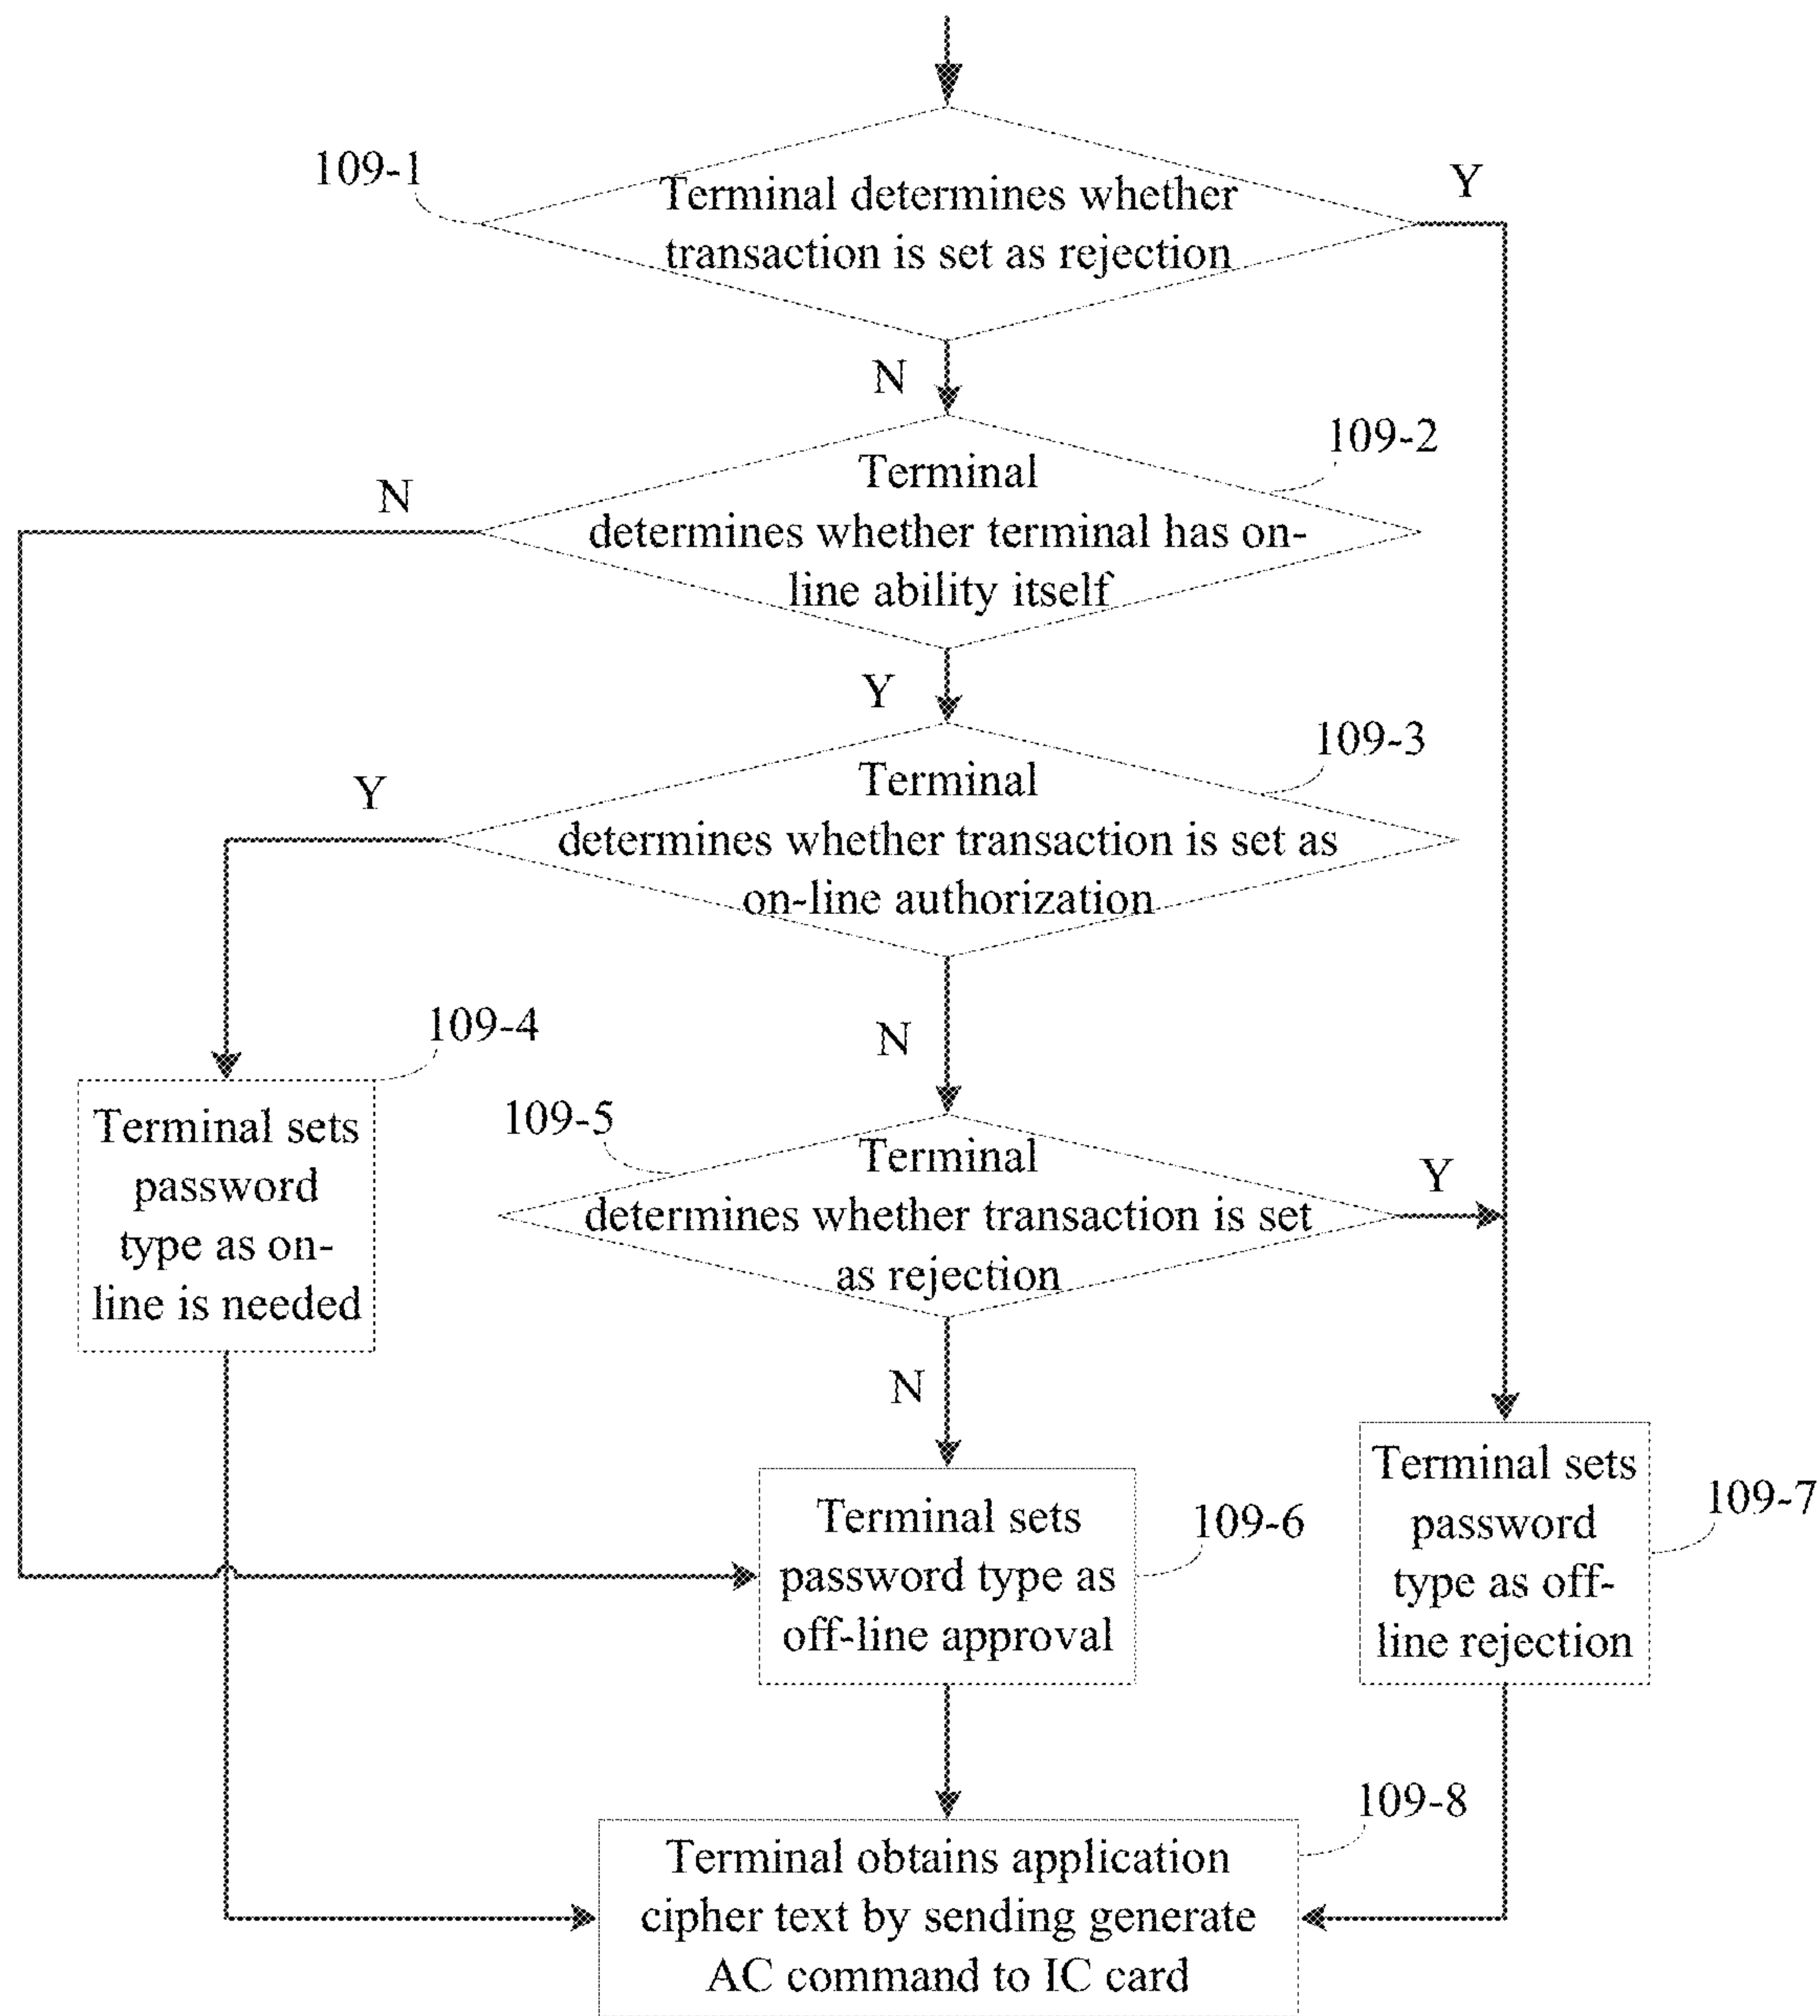 109-1
Terminal determines whether
transaction is set as rejection
Y
N
109-2
Terminal
determines whether terminal has on-
line ability itself
N
Y
109-3
Terminal
determines whether transaction is set as
on-line authorization
Y
N
109-4
Terminal sets
password
type as on-
line is needed
109-5
Terminal
determines whether transaction is set
as rejection
Y
N
Terminal sets
password type as
off-line approval
109-6
Terminal sets
password
type as off-
line rejection
109-7
109-8
Terminal obtains application
cipher text by sending generate
AC command to IC card